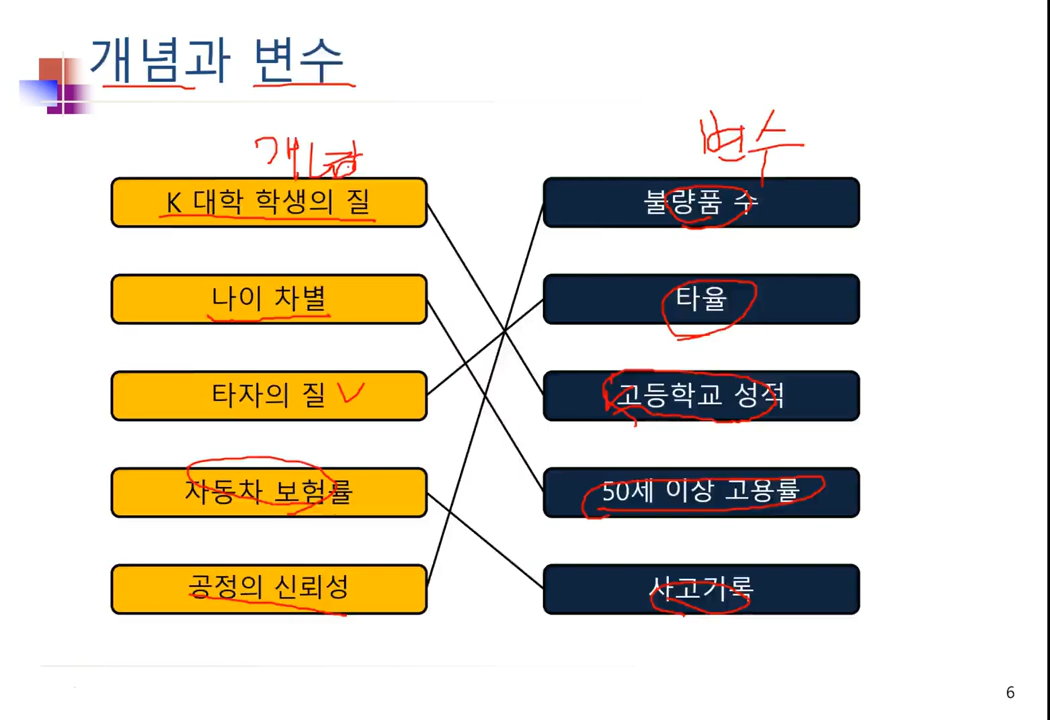 개념과 변수
개념
변수
K 대학 학생의 질
불량품 수
나이 차별
타율
타자의 질
고등학교 성적
자동차 보험률
50세 이상 고용률
공정의 신뢰성
사고기록
6